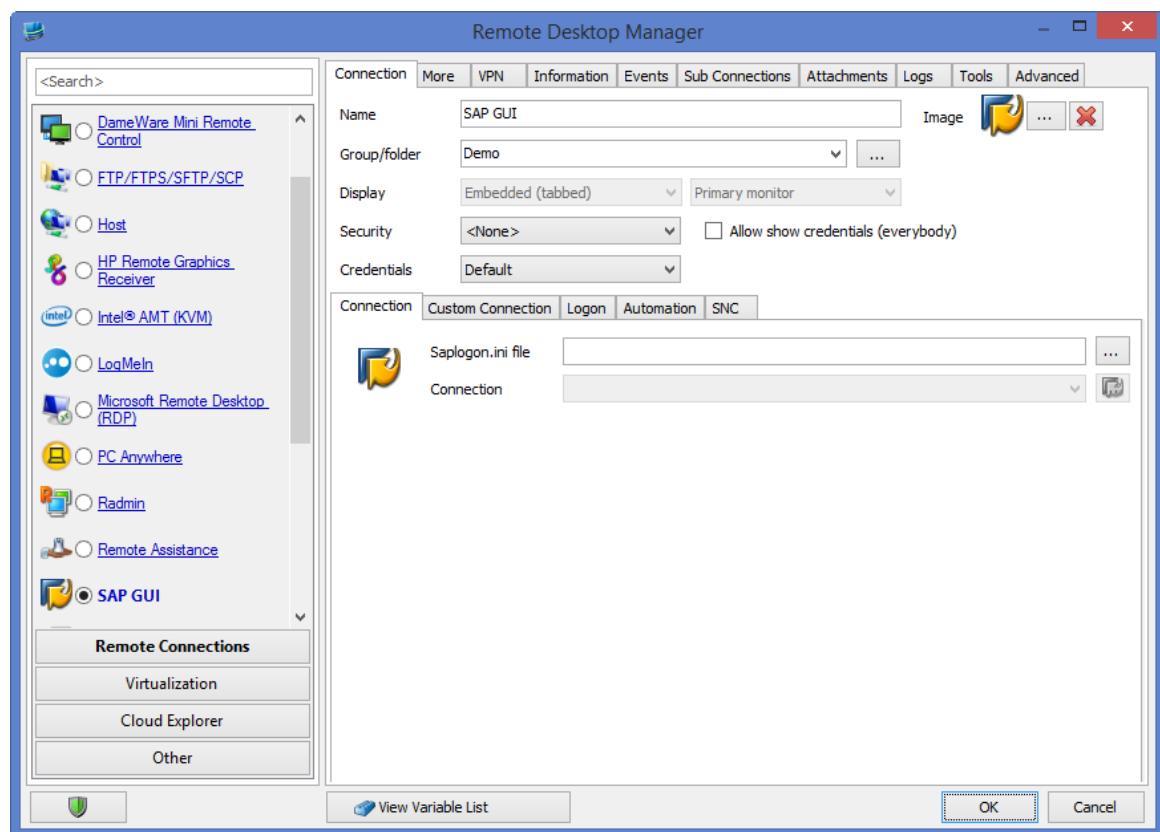 Remote Desktop Manager
<Search>
DameWare Mini Remote
Control
FTP/FTPS/SFTP/SCP
Host
HP Remote Graphics
Receiver
intel
Intel® AMT (KVM)
LogMeIn
Microsoft Remote Desktop
(RDP)
PC Anywhere
Radmin
Remote Assistance
SAP GUI
Remote Connections
Virtualization
Cloud Explorer
Other
Connection More VPN Information Events Sub Connections Attachments Logs Tools Advanced
Name SAP GUI Image ...
Group/folder Demo ...
Display Embedded (tabbed) Primary monitor
Security <None> Allow show credentials (everybody)
Credentials Default
Connection Custom Connection Logon Automation SNC
Saplogon.ini file ...
Connection
View Variable List OK Cancel